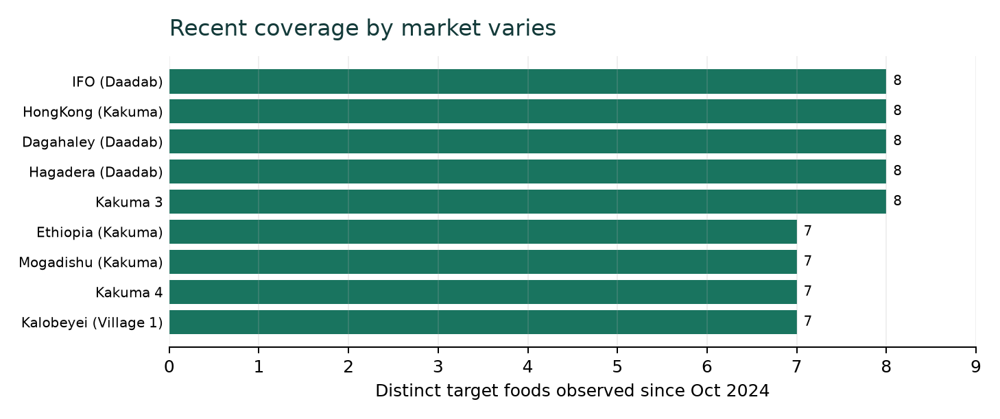 Recent coverage by market varies
IFO (Daadab) 8
HongKong (Kakuma) 8
Dagahaley (Daadab) 8
Hagadera (Daadab) 8
Kakuma 3 8
Ethiopia (Kakuma) 7
Mogadishu (Kakuma) 7
Kakuma 4 7
Kalobeyei (Village 1) 7
0 1 2 3 4 5 6 7 8 9
Distinct target foods observed since Oct 2024